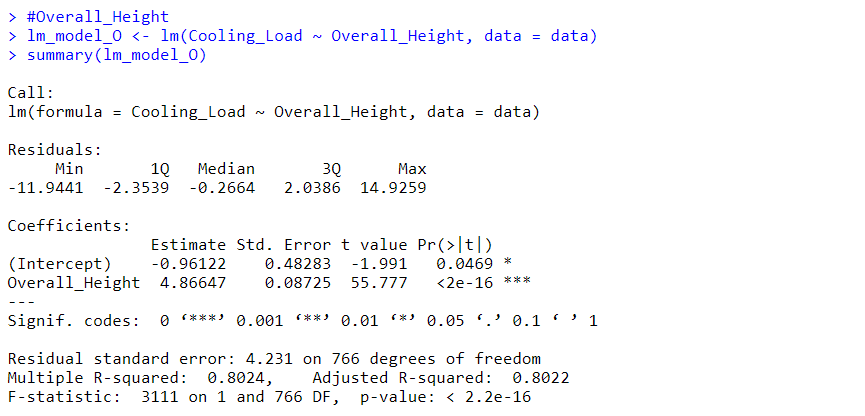 > #Overall_Height
> lm_model_O <- lm(Cooling_Load ~ Overall_Height, data = data)
> summary(lm_model_O)
Call:
lm(formula = Cooling_Load ~ Overall_Height, data = data)
Residuals:
     Min       1Q   Median       3Q      Max
-11.9441  -2.3539  -0.2664   2.0386  14.9259
Coefficients:
               Estimate Std. Error t value Pr(>|t|)
(Intercept)    -0.96122    0.48283  -1.991   0.0469 *
Overall_Height  4.86647    0.08725  55.777   <2e-16 ***
---
Signif. codes:  0 ‘***’ 0.001 ‘**’ 0.01 ‘*’ 0.05 ‘.’ 0.1 ‘ ’ 1
Residual standard error: 4.231 on 766 degrees of freedom
Multiple R-squared:  0.8024,    Adjusted R-squared:  0.8022
F-statistic:  3111 on 1 and 766 DF,  p-value: < 2.2e-16